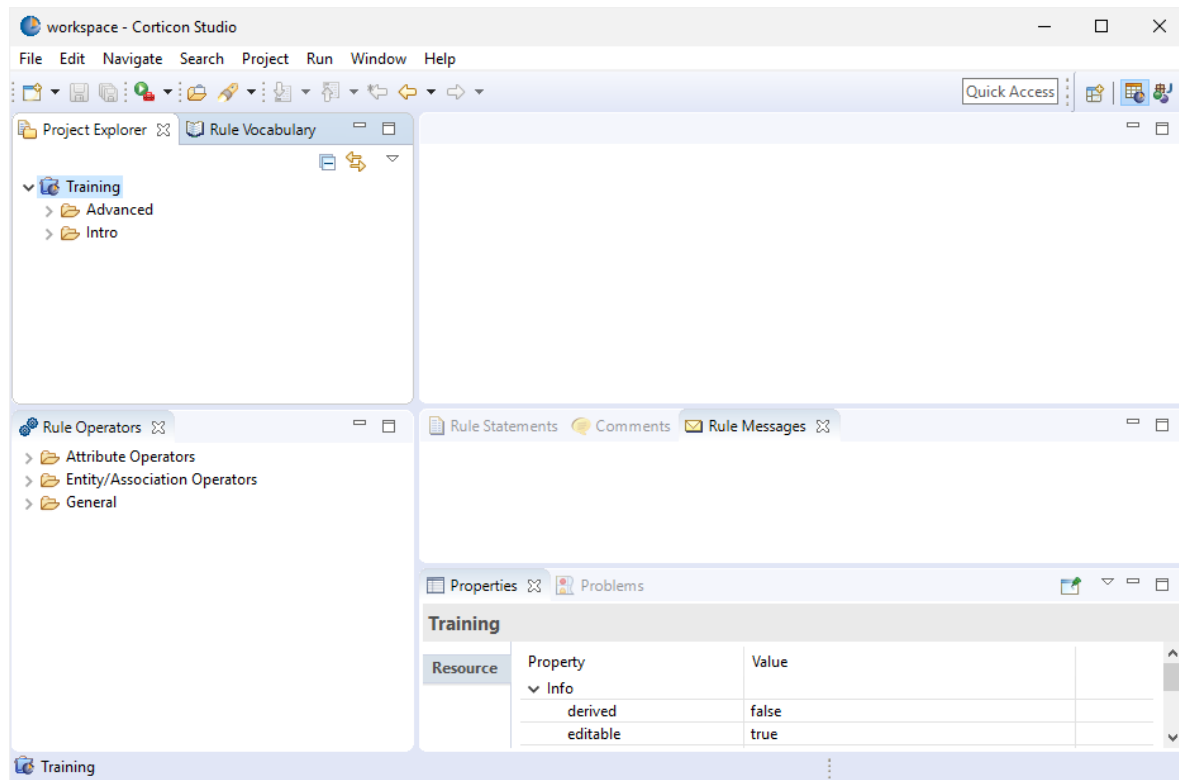 workspace - Corticon Studio
File Edit Navigate Search Project Run Window Help
Quick Access
Project Explorer Rule Vocabulary
Training
Advanced
Intro
Rule Operators
Attribute Operators
Entity/Association Operators
General
Rule Statements Comments Rule Messages
Properties Problems
Training
Resource
Property Value
Info
derived false
editable true
Training